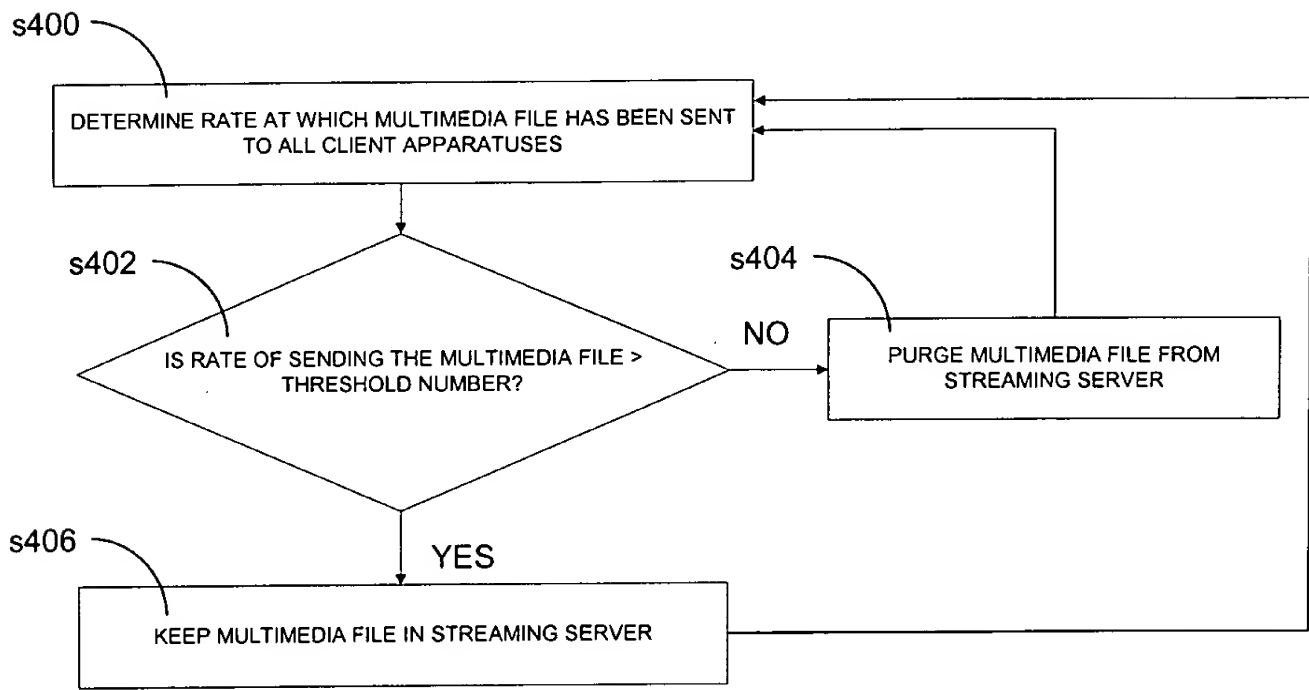 s400
DETERMINE RATE AT WHICH MULTIMEDIA FILE HAS BEEN SENT
TO ALL CLIENT APPARATUSES
s402
IS RATE OF SENDING THE MULTIMEDIA FILE >
THRESHOLD NUMBER?
NO
s404
PURGE MULTIMEDIA FILE FROM
STREAMING SERVER
YES
s406
KEEP MULTIMEDIA FILE IN STREAMING SERVER